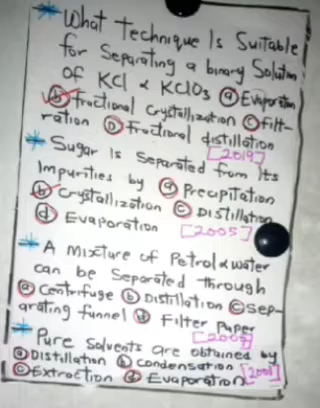 * What Technique Is Suitable
for Separating a binary Solution
of KCl & KClO3 (a) Evaporation
(b) fractional Crystallization (c) Filt-
ration (D) Fractional distillation
[2019]
* Sugar Is Separated from Its
Impurities by (a) Precipitation
(b) Crystallization (c) Distillation
(d) Evaporation [2005]
* A Mixture of Petrol & water
can be Separated through
(a) Centrifuge (b) Distillation (c) Sep-
arating funnel (d) Filter Paper
* Pure Solvents are obtained by
(a) Distillation (b) Condensation
(c) Extraction (d) Evaporation